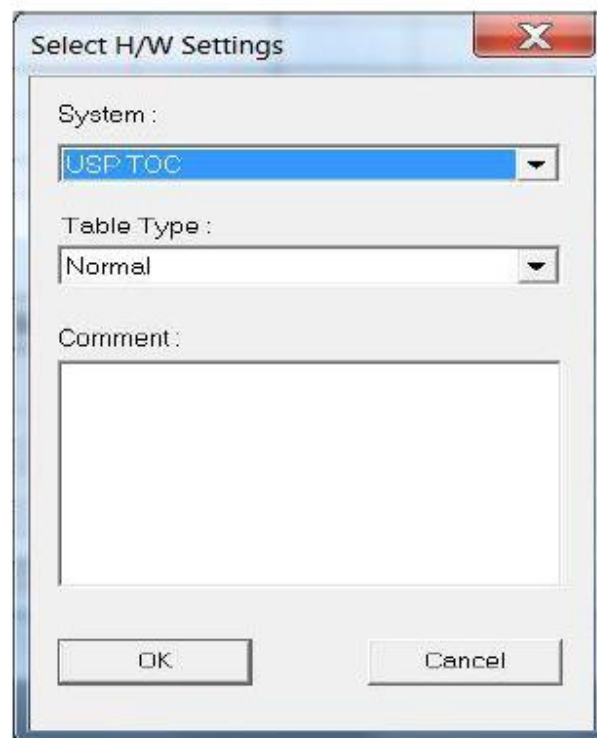 Select H/W Settings
System :
USP TOC
Table Type :
Normal
Comment :
OK
Cancel